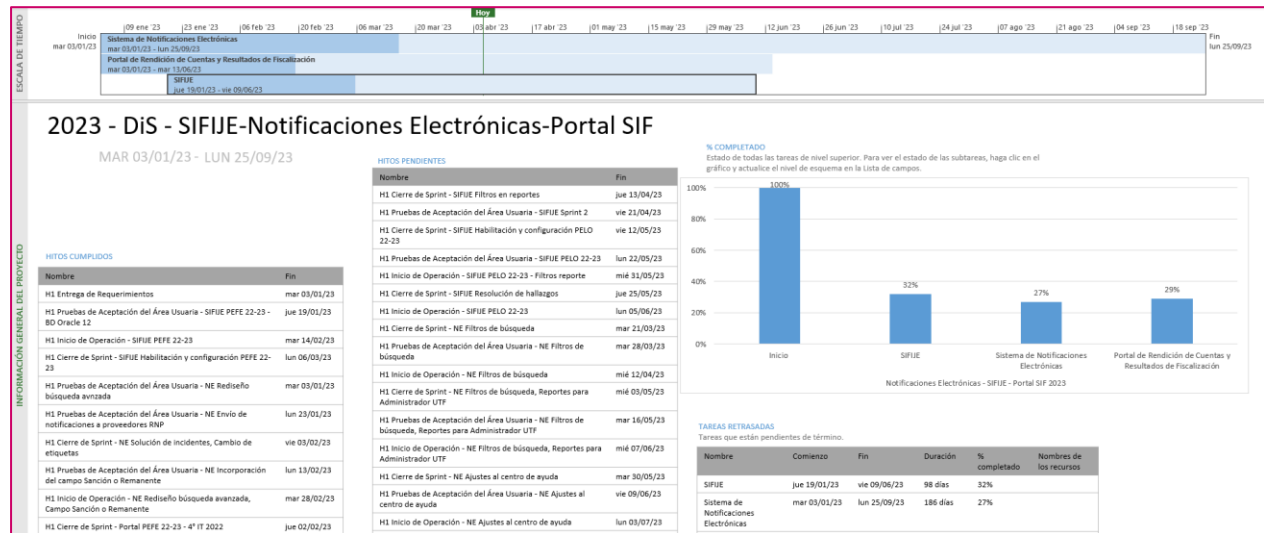 ESCALA DE TIEMPO
Hoy
09 ene '23 23 ene '23 06 feb '23 20 feb '23 06 mar '23 20 mar '23 03 abr '23 17 abr '23 01 may '23 15 may '23 29 may '23 12 jun '23 26 jun '23 10 jul '23 24 jul '23 07 ago '23 21 ago '23 04 sep '23 18 sep '23
Inicio
mar 03/01/23
Sistema de Notificaciones Electrónicas
mar 03/01/23 - lun 25/09/23
Portal de Rendición de Cuentas y Resultados de Fiscalización
mar 03/01/23 - mar 13/06/23
SIFIJE
jue 19/01/23 - vie 09/06/23
Fin
lun 25/09/23
INFORMACIÓN GENERAL DEL PROYECTO
2023 - DiS - SIFIJE-Notificaciones Electrónicas-Portal SIF
MAR 03/01/23 - LUN 25/09/23
HITOS CUMPLIDOS
Nombre Fin
H1 Entrega de Requerimientos mar 03/01/23
H1 Pruebas de Aceptación del Área Usuaria - SIFIJE PEFE 22-23 - jue 19/01/23
BD Oracle 12
H1 Inicio de Operación - SIFIJE PEFE 22-23 mar 14/02/23
H1 Cierre de Sprint - SIFIJE Habilitación y configuración PEFE 22- lun 06/03/23
23
H1 Pruebas de Aceptación del Área Usuaria - NE Rediseño mar 03/01/23
búsqueda avnzada
H1 Pruebas de Aceptación del Área Usuaria - NE Envío de lun 23/01/23
notificaciones a proveedores RNP
H1 Cierre de Sprint - NE Solución de incidentes, Cambio de vie 03/02/23
etiquetas
H1 Pruebas de Aceptación del Área Usuaria - NE Incorporación lun 13/02/23
del campo Sanción o Remanente
H1 Inicio de Operación - NE Rediseño búsqueda avanzada, mar 28/02/23
Campo Sanción o Remanente
H1 Cierre de Sprint - Portal PEFE 22-23 - 4° IT 2022 jue 02/02/23
HITOS PENDIENTES
Nombre Fin
H1 Cierre de Sprint - SIFIJE Filtros en reportes jue 13/04/23
H1 Pruebas de Aceptación del Área Usuaria - SIFIJE Sprint 2 vie 21/04/23
H1 Cierre de Sprint - SIFIJE Habilitación y configuración PELO vie 12/05/23
22-23
H1 Pruebas de Aceptación del Área Usuaria - SIFIJE PELO 22-23 lun 22/05/23
H1 Inicio de Operación - SIFIJE PELO 22-23 - Filtros reporte mié 31/05/23
H1 Cierre de Sprint - SIFIJE Resolución de hallazgos jue 25/05/23
H1 Inicio de Operación - SIFIJE PELO 22-23 lun 05/06/23
H1 Cierre de Sprint - NE Filtros de búsqueda mar 21/03/23
H1 Pruebas de Aceptación del Área Usuaria - NE Filtros de mar 28/03/23
búsqueda
H1 Inicio de Operación - NE Filtros de búsqueda mié 12/04/23
H1 Cierre de Sprint - NE Filtros de búsqueda, Reportes para mié 03/05/23
Administrador UTF
H1 Pruebas de Aceptación del Área Usuaria - NE Filtros de mar 16/05/23
búsqueda, Reportes para Administrador UTF
H1 Inicio de Operación - NE Filtros de búsqueda, Reportes para mié 07/06/23
Administrador UTF
H1 Cierre de Sprint - NE Ajustes al centro de ayuda mar 30/05/23
H1 Pruebas de Aceptación del Área Usuaria - NE Ajustes al vie 09/06/23
centro de ayuda
H1 Inicio de Operación - NE Ajustes al centro de ayuda lun 03/07/23
% COMPLETADO
Estado de todas las tareas de nivel superior. Para ver el estado de las subtareas, haga clic en el
gráfico y actualice el nivel de esquema en la Lista de campos.
100%
80%
60%
40%
20%
0%
100%
32%
27%
29%
Inicio SIFIJE Sistema de Notificaciones Portal de Rendición de Cuentas y
Electrónicas Resultados de Fiscalización
Notificaciones Electrónicas - SIFIJE - Portal SIF 2023
TAREAS RETRASADAS
Tareas que están pendientes de término.
Nombre Comienzo Fin Duración % Nombres de
completado los recursos
SIFIJE jue 19/01/23 vie 09/06/23 98 días 32%
Sistema de mar 03/01/23 lun 25/09/23 186 días 27%
Notificaciones
Electrónicas